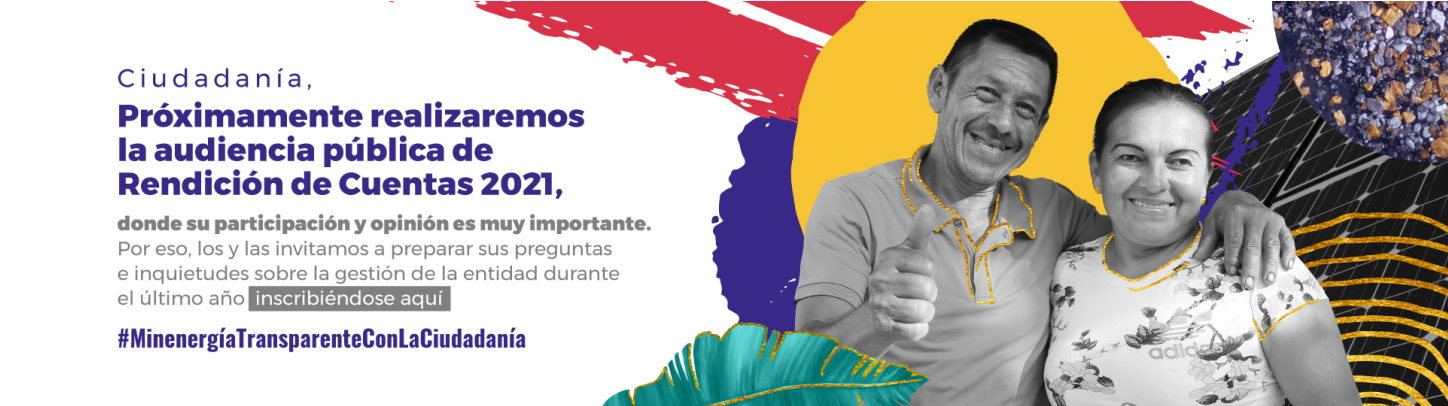 Ciudadanía,
Próximamente realizaremos
la audiencia pública de
Rendición de Cuentas 2021,
donde su participación y opinión es muy importante.
Por eso, los y las invitamos a preparar sus preguntas
e inquietudes sobre la gestión de la entidad durante
el último año inscribiéndose aquí
#MinenergíaTransparenteConLaCiudadanía